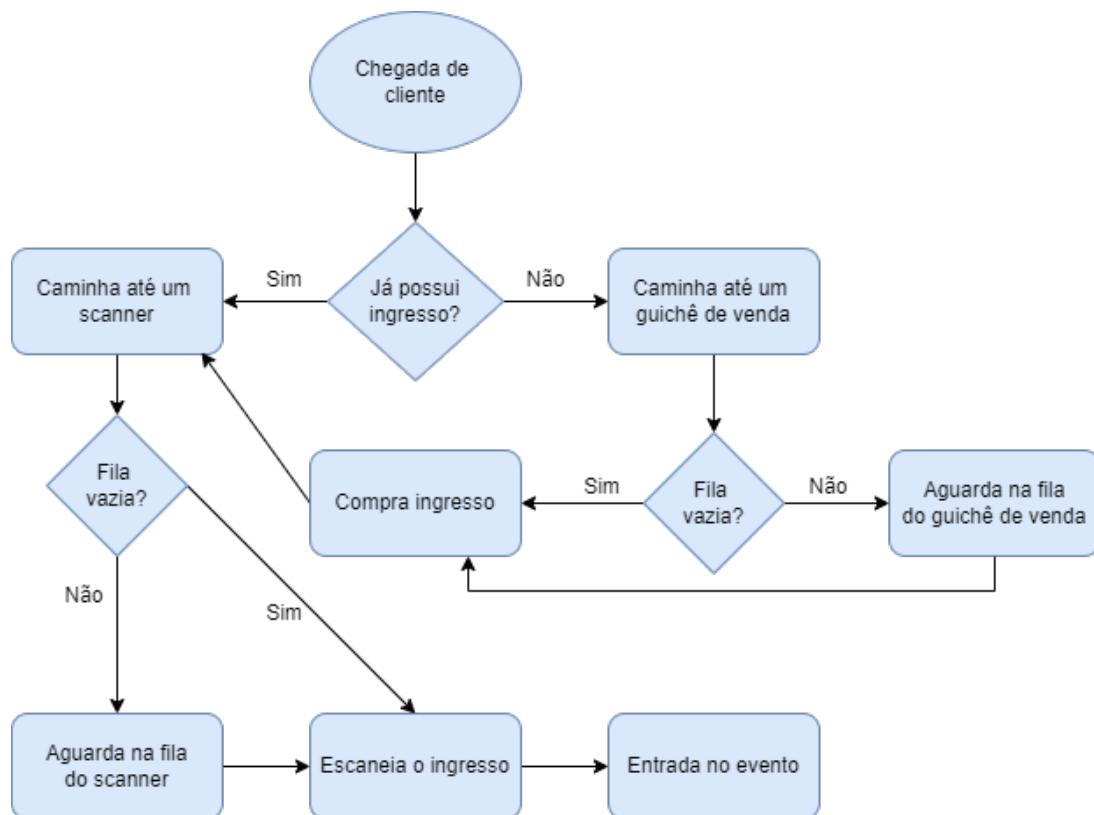 Chegada de
cliente
Já possui
ingresso?
Sim
Não
Caminha até um
scanner
Caminha até um
guichê de venda
Fila
vazia?
Compra ingresso
Sim
Fila
vazia?
Não
Aguarda na fila
do guichê de venda
Não
Sim
Aguarda na fila
do scanner
Escaneia o ingresso
Entrada no evento